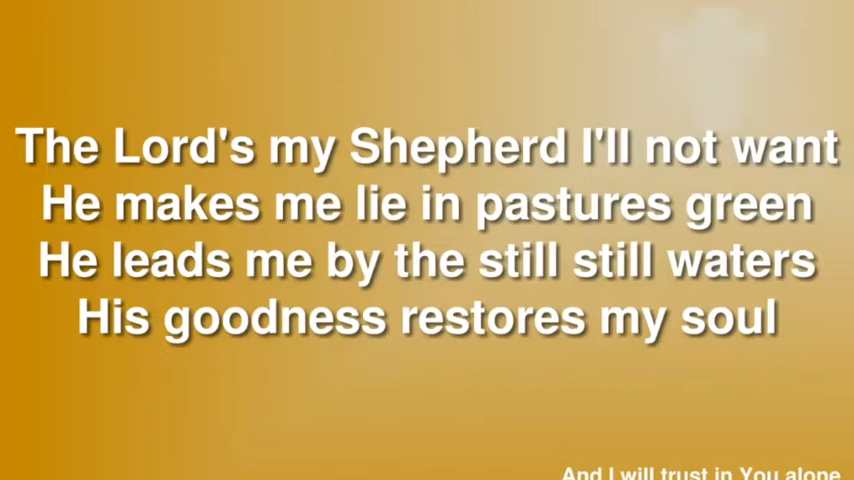 The Lord's my Shepherd I'll not want
He makes me lie in pastures green
He leads me by the still still waters
His goodness restores my soul
And I will trust in You alone